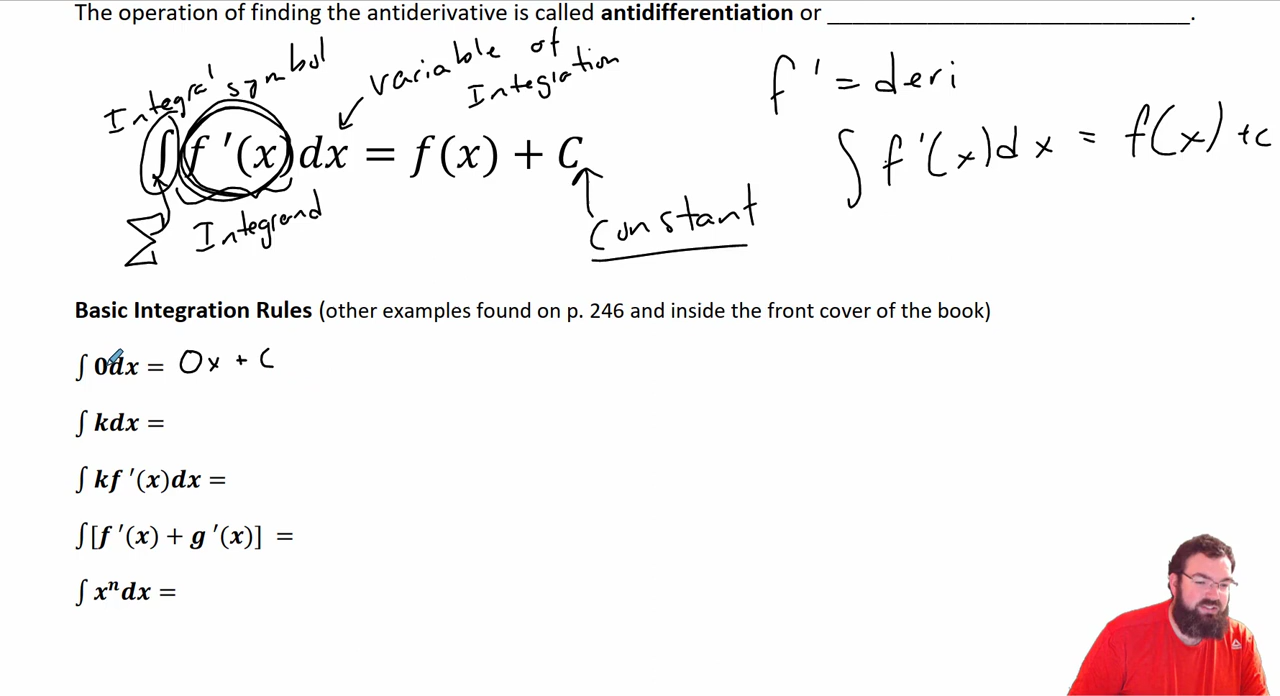 The operation of finding the antiderivative is called antidifferentiation or ______________________________.
Integral symbol
variable of
Integration
f' = deri
∫ f'(x)dx = f(x) + C
∫ f'(x)dx = f(x) +C
Σ
Integrand
constant
Basic Integration Rules (other examples found on p. 246 and inside the front cover of the book)
∫ 0dx = 0x + C
∫ kdx =
∫ kf'(x)dx =
∫[f'(x) + g'(x)] =
∫ xⁿdx =